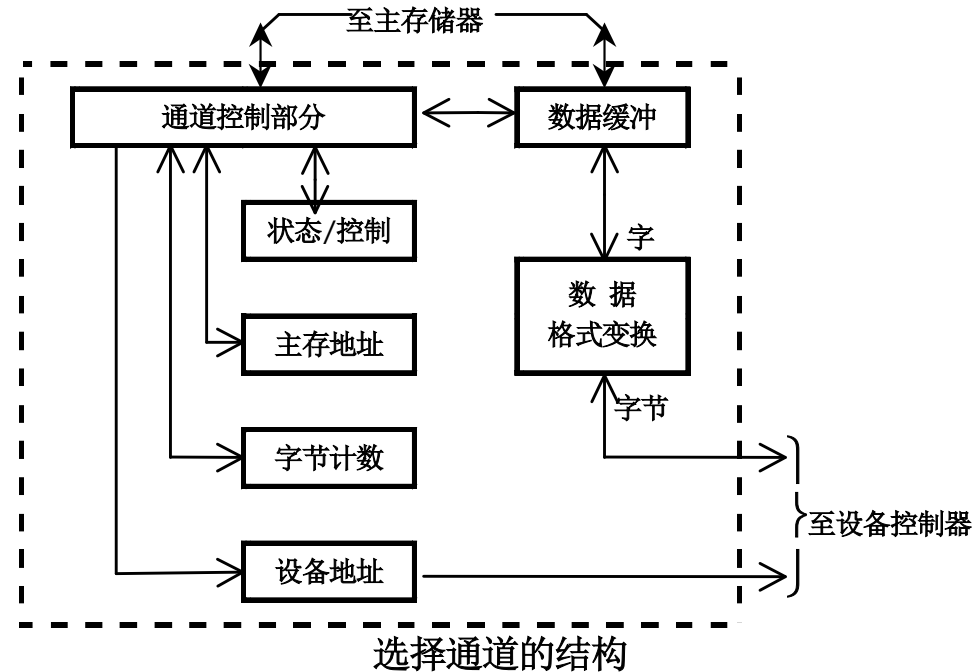 至主存储器
通道控制部分
数据缓冲
状态/控制
字
数 据
格式变换
主存地址
字节
字节计数
至设备控制器
设备地址
选择通道的结构